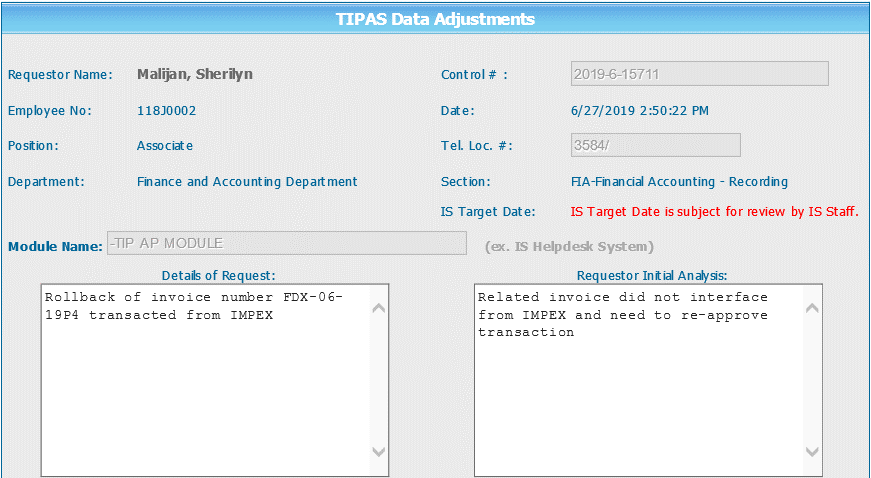 TIPAS Data Adjustments
Requestor Name: Malijan, Sherilyn Control # : 2019-6-15711
Employee No: 118J0002 Date: 6/27/2019 2:50:22 PM
Position: Associate Tel. Loc. #: 3584/
Department: Finance and Accounting Department Section: FIA-Financial Accounting - Recording
IS Target Date: IS Target Date is subject for review by IS Staff.
Module Name: -TIP AP MODULE (ex. IS Helpdesk System)
Details of Request:
Rollback of invoice number FDX-06-
19P4 transacted from IMPEX
Requestor Initial Analysis:
Related invoice did not interface
from IMPEX and need to re-approve
transaction